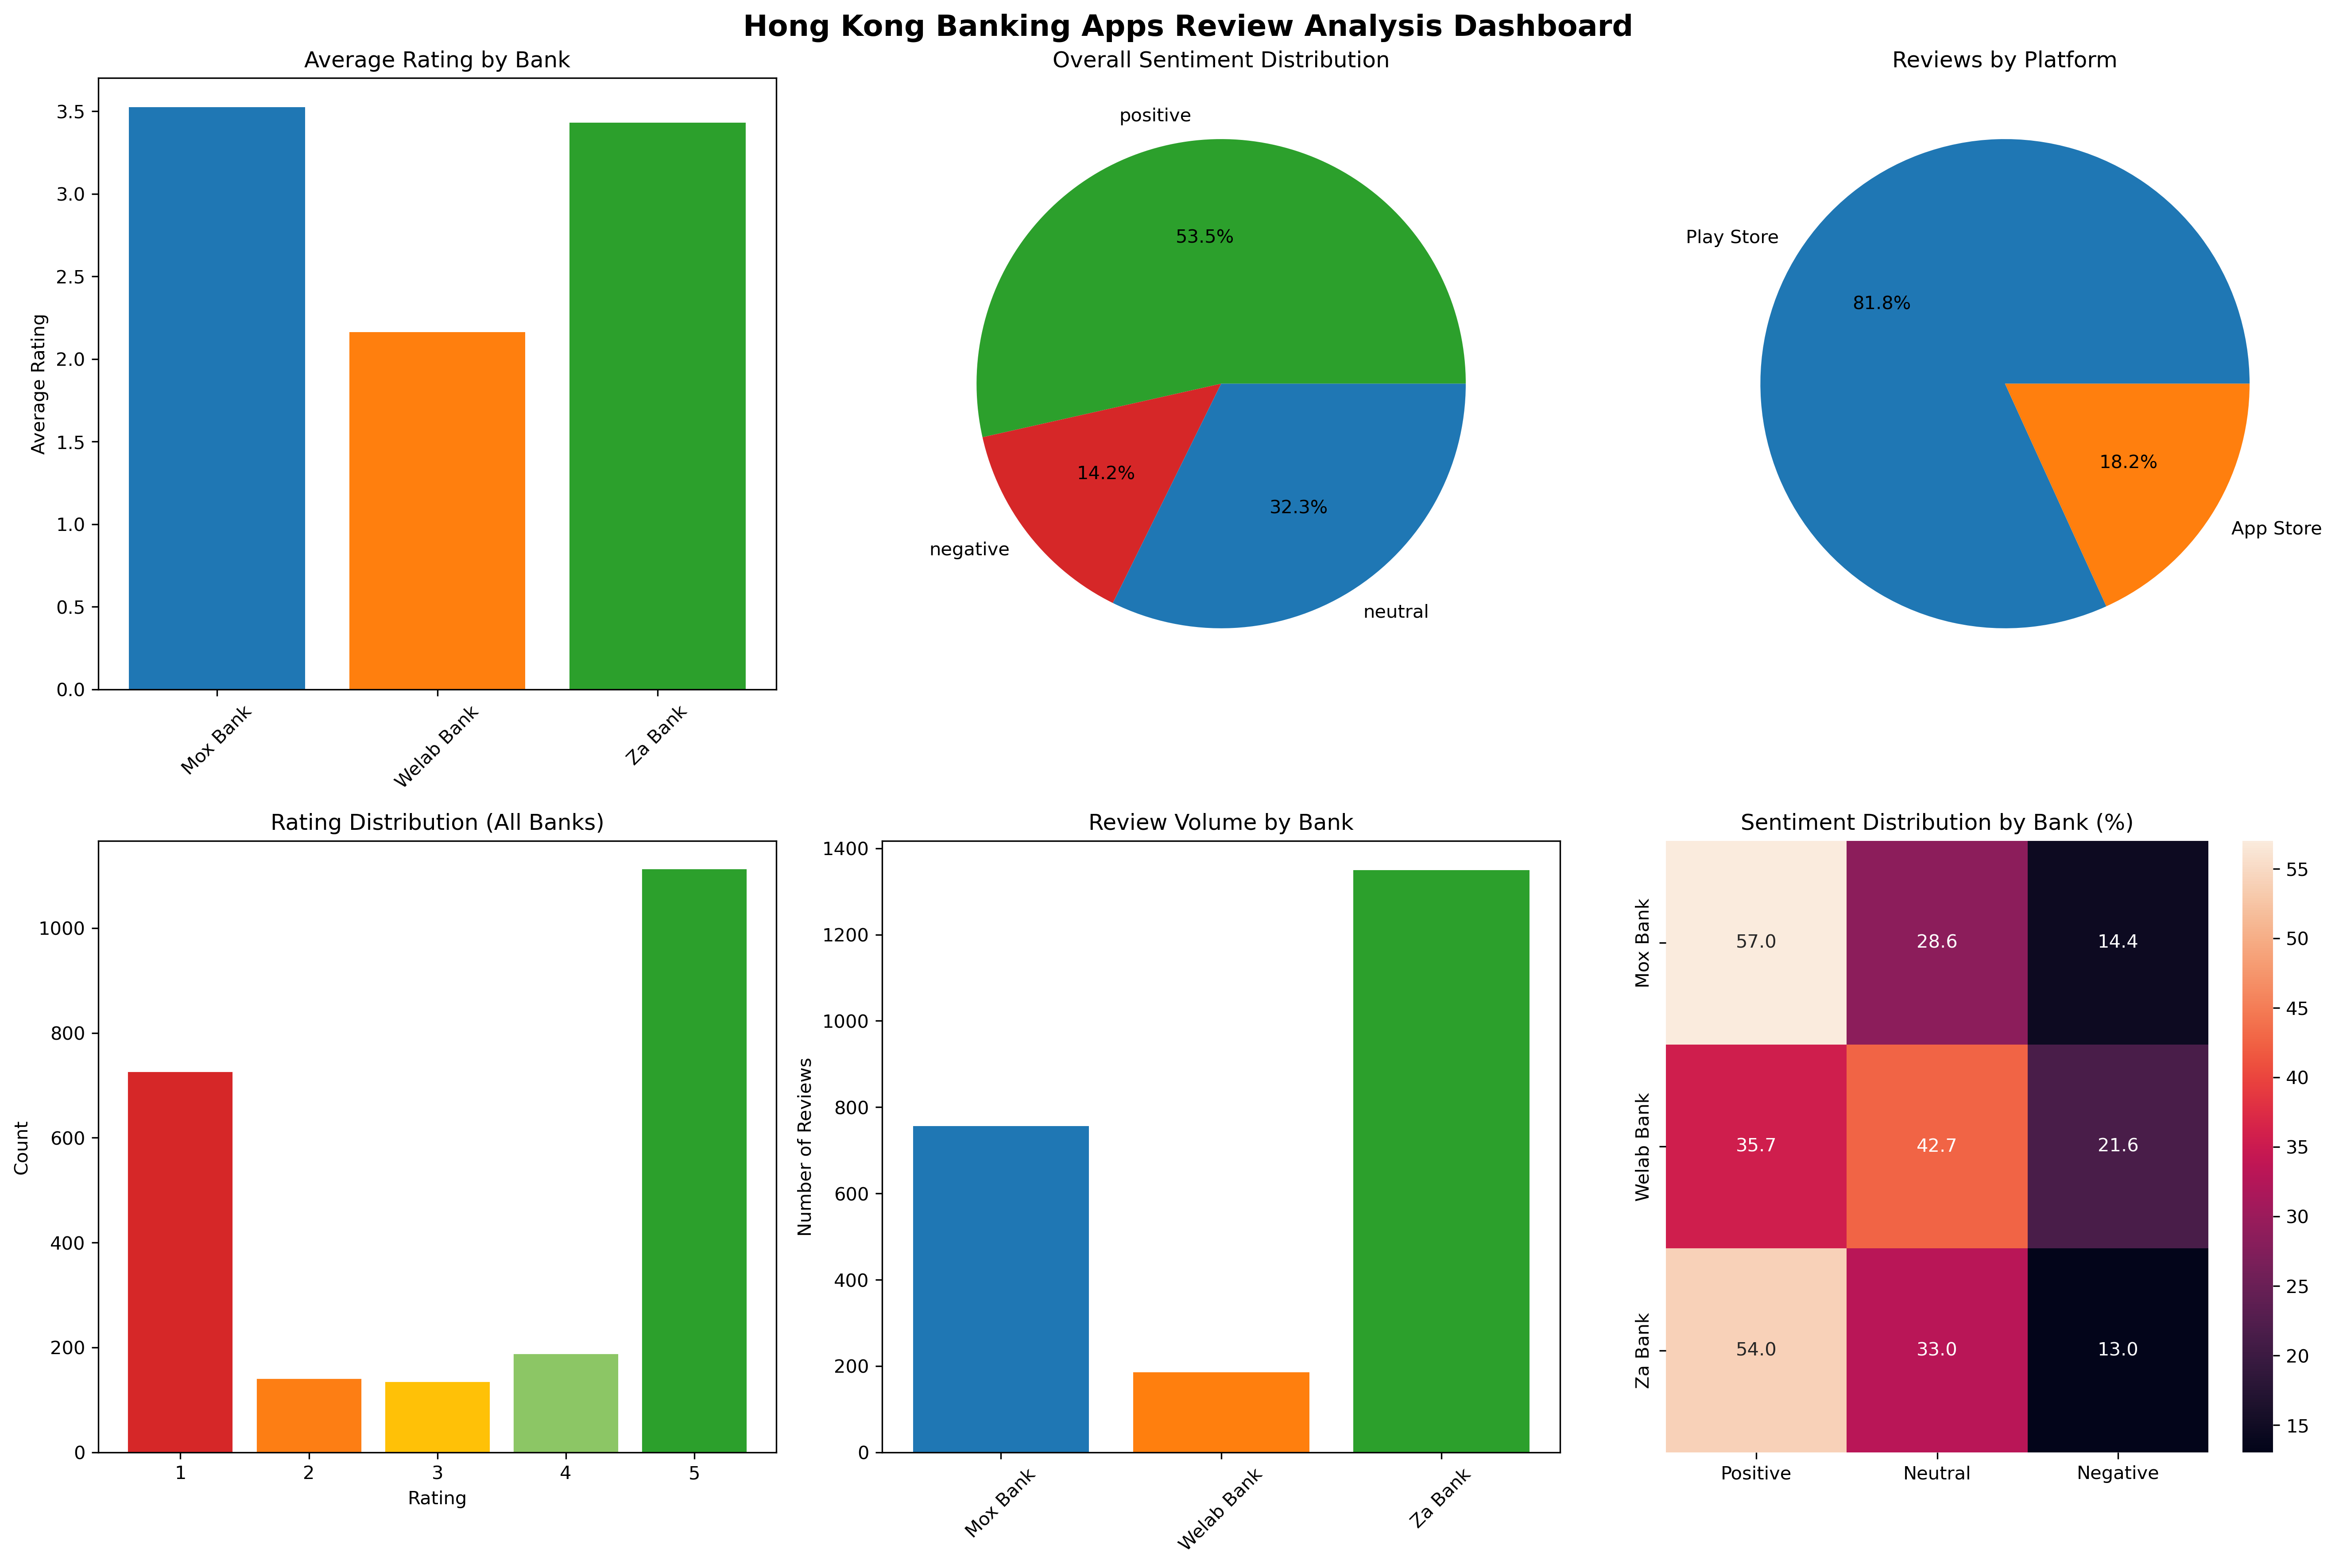 Hong Kong Banking Apps Review Analysis Dashboard
Average Rating by Bank
Average Rating
3.5
3.0
2.5
2.0
1.5
1.0
0.5
0.0
Mox Bank
Welab Bank
Za Bank
Overall Sentiment Distribution
positive
53.5%
14.2%
negative
32.3%
neutral
Reviews by Platform
Play Store
81.8%
18.2%
App Store
Rating Distribution (All Banks)
Count
1000
800
600
400
200
0
1
2
3
4
5
Rating
Review Volume by Bank
Number of Reviews
1400
1200
1000
800
600
400
200
0
Mox Bank
Welab Bank
Za Bank
Sentiment Distribution by Bank (%)
Mox Bank
57.0
28.6
14.4
Welab Bank
35.7
42.7
21.6
Za Bank
54.0
33.0
13.0
Positive
Neutral
Negative
55
50
45
40
35
30
25
20
15